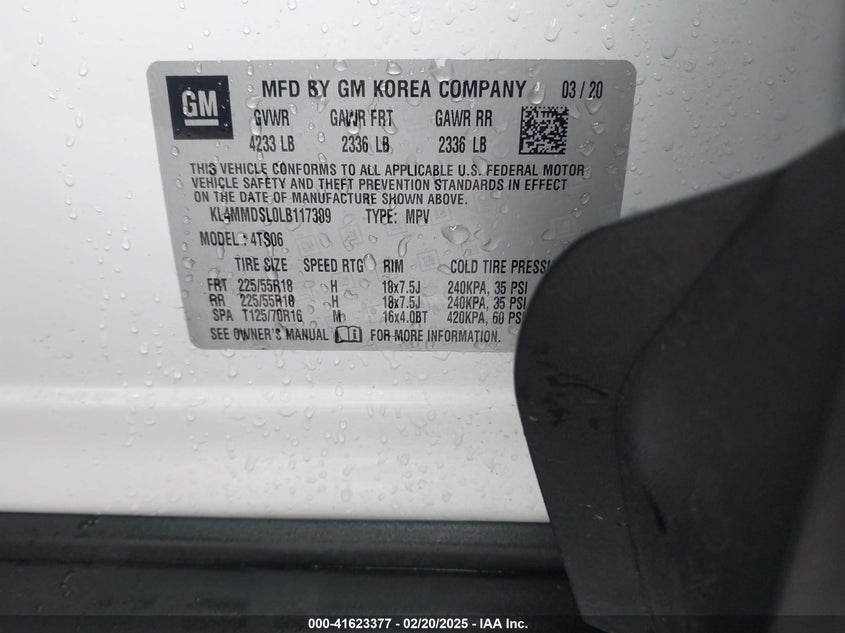 GM
MFD BY GM KOREA COMPANY 03 / 20
GVWR GAWR FRT GAWR RR
4233 LB 2336 LB 2336 LB
THIS VEHICLE CONFORMS TO ALL APPLICABLE U.S. FEDERAL MOTOR
VEHICLE SAFETY AND THEFT PREVENTION STANDARDS IN EFFECT
ON THE DATE OF MANUFACTURE SHOWN ABOVE.
KL4MMDSL0LB117389 TYPE: MPV
MODEL: 4TS06
TIRE SIZE SPEED RTG RIM COLD TIRE PRESSU
FRT 225/55R18 H 18x7.5J 240KPA, 35 PSI
RR 225/55R18 H 18x7.5J 240KPA, 35 PSI
SPA T125/70R16 M 16x4.0BT 420KPA, 60 PSI
SEE OWNER'S MANUAL FOR MORE INFORMATION.
000-41623377 - 02/20/2025 - IAA Inc.